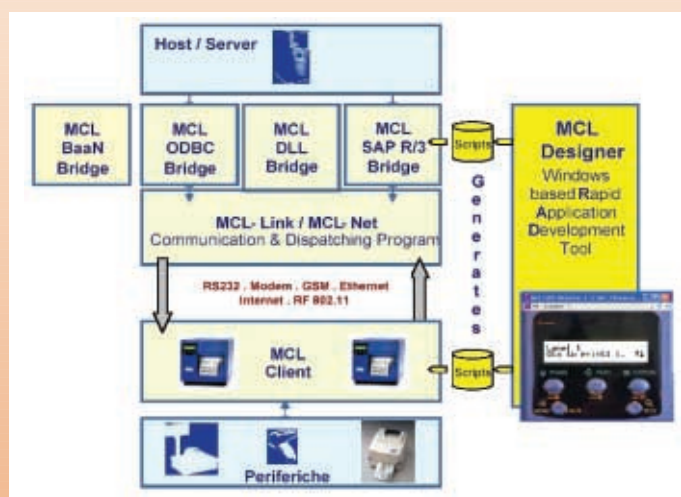 Host / Server
MCL
BaaN
Bridge
MCL
ODBC
Bridge
MCL
DLL
Bridge
MCL
SAP R/3
Bridge
Scripts
MCL
Designer
Windows
based Rapid
Application
Development
Tool
Generates
MCL- Link / MCL- Net
Communication & Dispatching Program
RS232 . Modem . GSM . Ethernet
Internet . RF 802.11
MCL
Client
Scripts
Periferiche